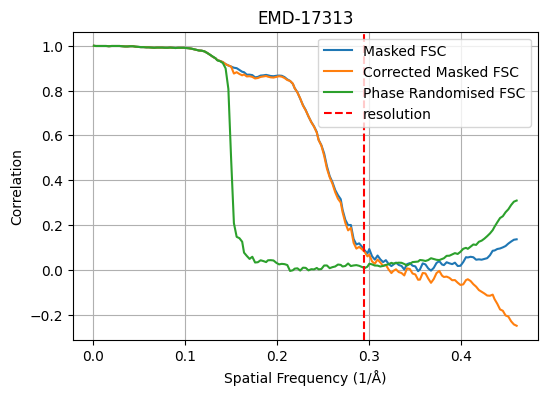 EMD-17313
Masked FSC
Corrected Masked FSC
Phase Randomised FSC
resolution
1.0
0.8
0.6
0.4
0.2
0.0
−0.2
Correlation
0.0 0.1 0.2 0.3 0.4
Spatial Frequency (1/Å)